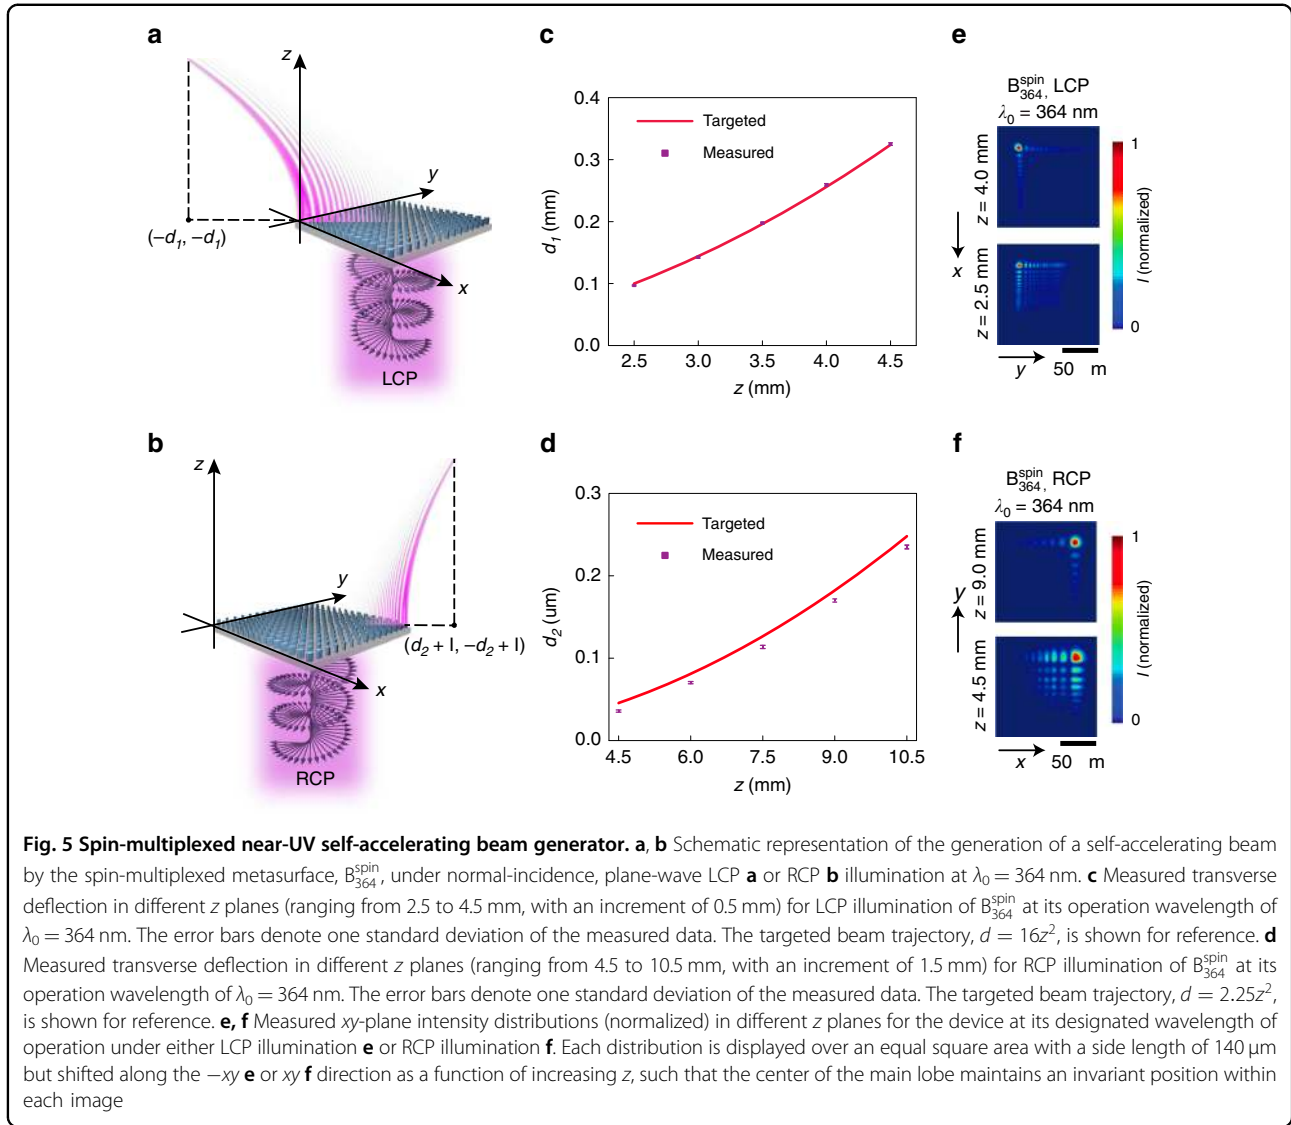 a
z
y
x
(−d1, −d1)
LCP
c
0.4
0.3
0.2
0.1
0.0
d1 (mm)
Targeted
Measured
2.5 3.0 3.5 4.0 4.5
z (mm)
e
B364^spin, LCP
λ0 = 364 nm
z = 4.0 mm
z = 2.5 mm
x
y
50 m
1
0
I (normalized)
b
z
y
x
(d2 + l, −d2 + l)
RCP
d
0.3
0.2
0.1
0.0
d2 (um)
Targeted
Measured
4.5 6.0 7.5 9.0 10.5
z (mm)
f
B364^spin, RCP
λ0 = 364 nm
z = 9.0 mm
z = 4.5 mm
y
x
50 m
1
0
I (normalized)
Fig. 5 Spin-multiplexed near-UV self-accelerating beam generator. a, b Schematic representation of the generation of a self-accelerating beam
by the spin-multiplexed metasurface, B364^spin, under normal-incidence, plane-wave LCP a or RCP b illumination at λ0 = 364 nm. c Measured transverse
deflection in different z planes (ranging from 2.5 to 4.5 mm, with an increment of 0.5 mm) for LCP illumination of B364^spin at its operation wavelength of
λ0 = 364 nm. The error bars denote one standard deviation of the measured data. The targeted beam trajectory, d = 16z², is shown for reference. d
Measured transverse deflection in different z planes (ranging from 4.5 to 10.5 mm, with an increment of 1.5 mm) for RCP illumination of B364^spin at its
operation wavelength of λ0 = 364 nm. The error bars denote one standard deviation of the measured data. The targeted beam trajectory, d = 2.25z²,
is shown for reference. e, f Measured xy-plane intensity distributions (normalized) in different z planes for the device at its designated wavelength of
operation under either LCP illumination e or RCP illumination f. Each distribution is displayed over an equal square area with a side length of 140 μm
but shifted along the −xy e or xy f direction as a function of increasing z, such that the center of the main lobe maintains an invariant position within
each image